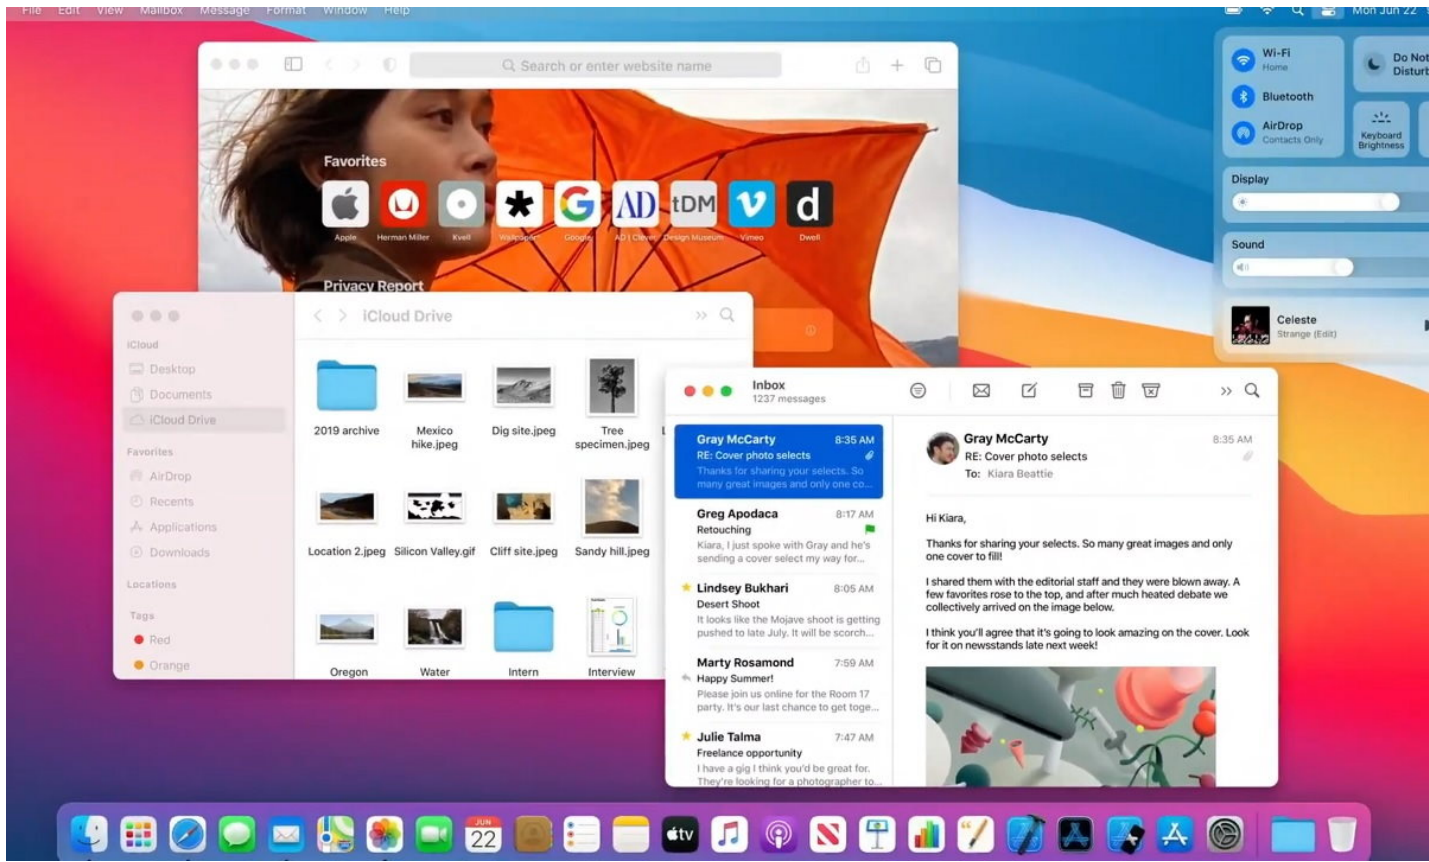 File Edit View Mailbox Message Format Window Help
Mon Jun 22
Search or enter website name
Favorites
Apple
Herman Miller
Kvell
Wallpaper*
Google
AD | Clever
Design Museum
Vimeo
Dwell
AD
tDM
d
Privacy Report
iCloud Drive
iCloud
Desktop
Documents
iCloud Drive
Favorites
AirDrop
Recents
Applications
Downloads
Locations
Tags
Red
Orange
2019 archive
Mexico
hike.jpeg
Dig site.jpeg
Tree
specimen.jpeg
Location 2.jpeg
Silicon Valley.gif
Cliff site.jpeg
Sandy hill.jpeg
Oregon
Water
Intern
Interview
Inbox
1237 messages
Gray McCarty 8:35 AM
RE: Cover photo selects
Thanks for sharing your selects. So
many great images and only one co...
Greg Apodaca 8:17 AM
Retouching
Kiara, I just spoke with Gray and he's
sending a cover select my way for...
Lindsey Bukhari 8:05 AM
Desert Shoot
It looks like the Mojave shoot is getting
pushed to late July. It will be scorch...
Marty Rosamond 7:59 AM
Happy Summer!
Please join us online for the Room 17
party. It's our last chance to get toge...
Julie Talma 7:47 AM
Freelance opportunity
I have a gig I think you'd be great for.
They're looking for a photographer to...
Gray McCarty 8:35 AM
RE: Cover photo selects
To: Kiara Beattie
Hi Kiara,
Thanks for sharing your selects. So many great images and only
one cover to fill!
I shared them with the editorial staff and they were blown away. A
few favorites rose to the top, and after much heated debate we
collectively arrived on the image below.
I think you'll agree that it's going to look amazing on the cover. Look
for it on newsstands late next week!
Wi-Fi
Home
Bluetooth
AirDrop
Contacts Only
Do Not
Disturb
Keyboard
Brightness
Display
Sound
Celeste
Strange (Edit)
JUN
22
tv